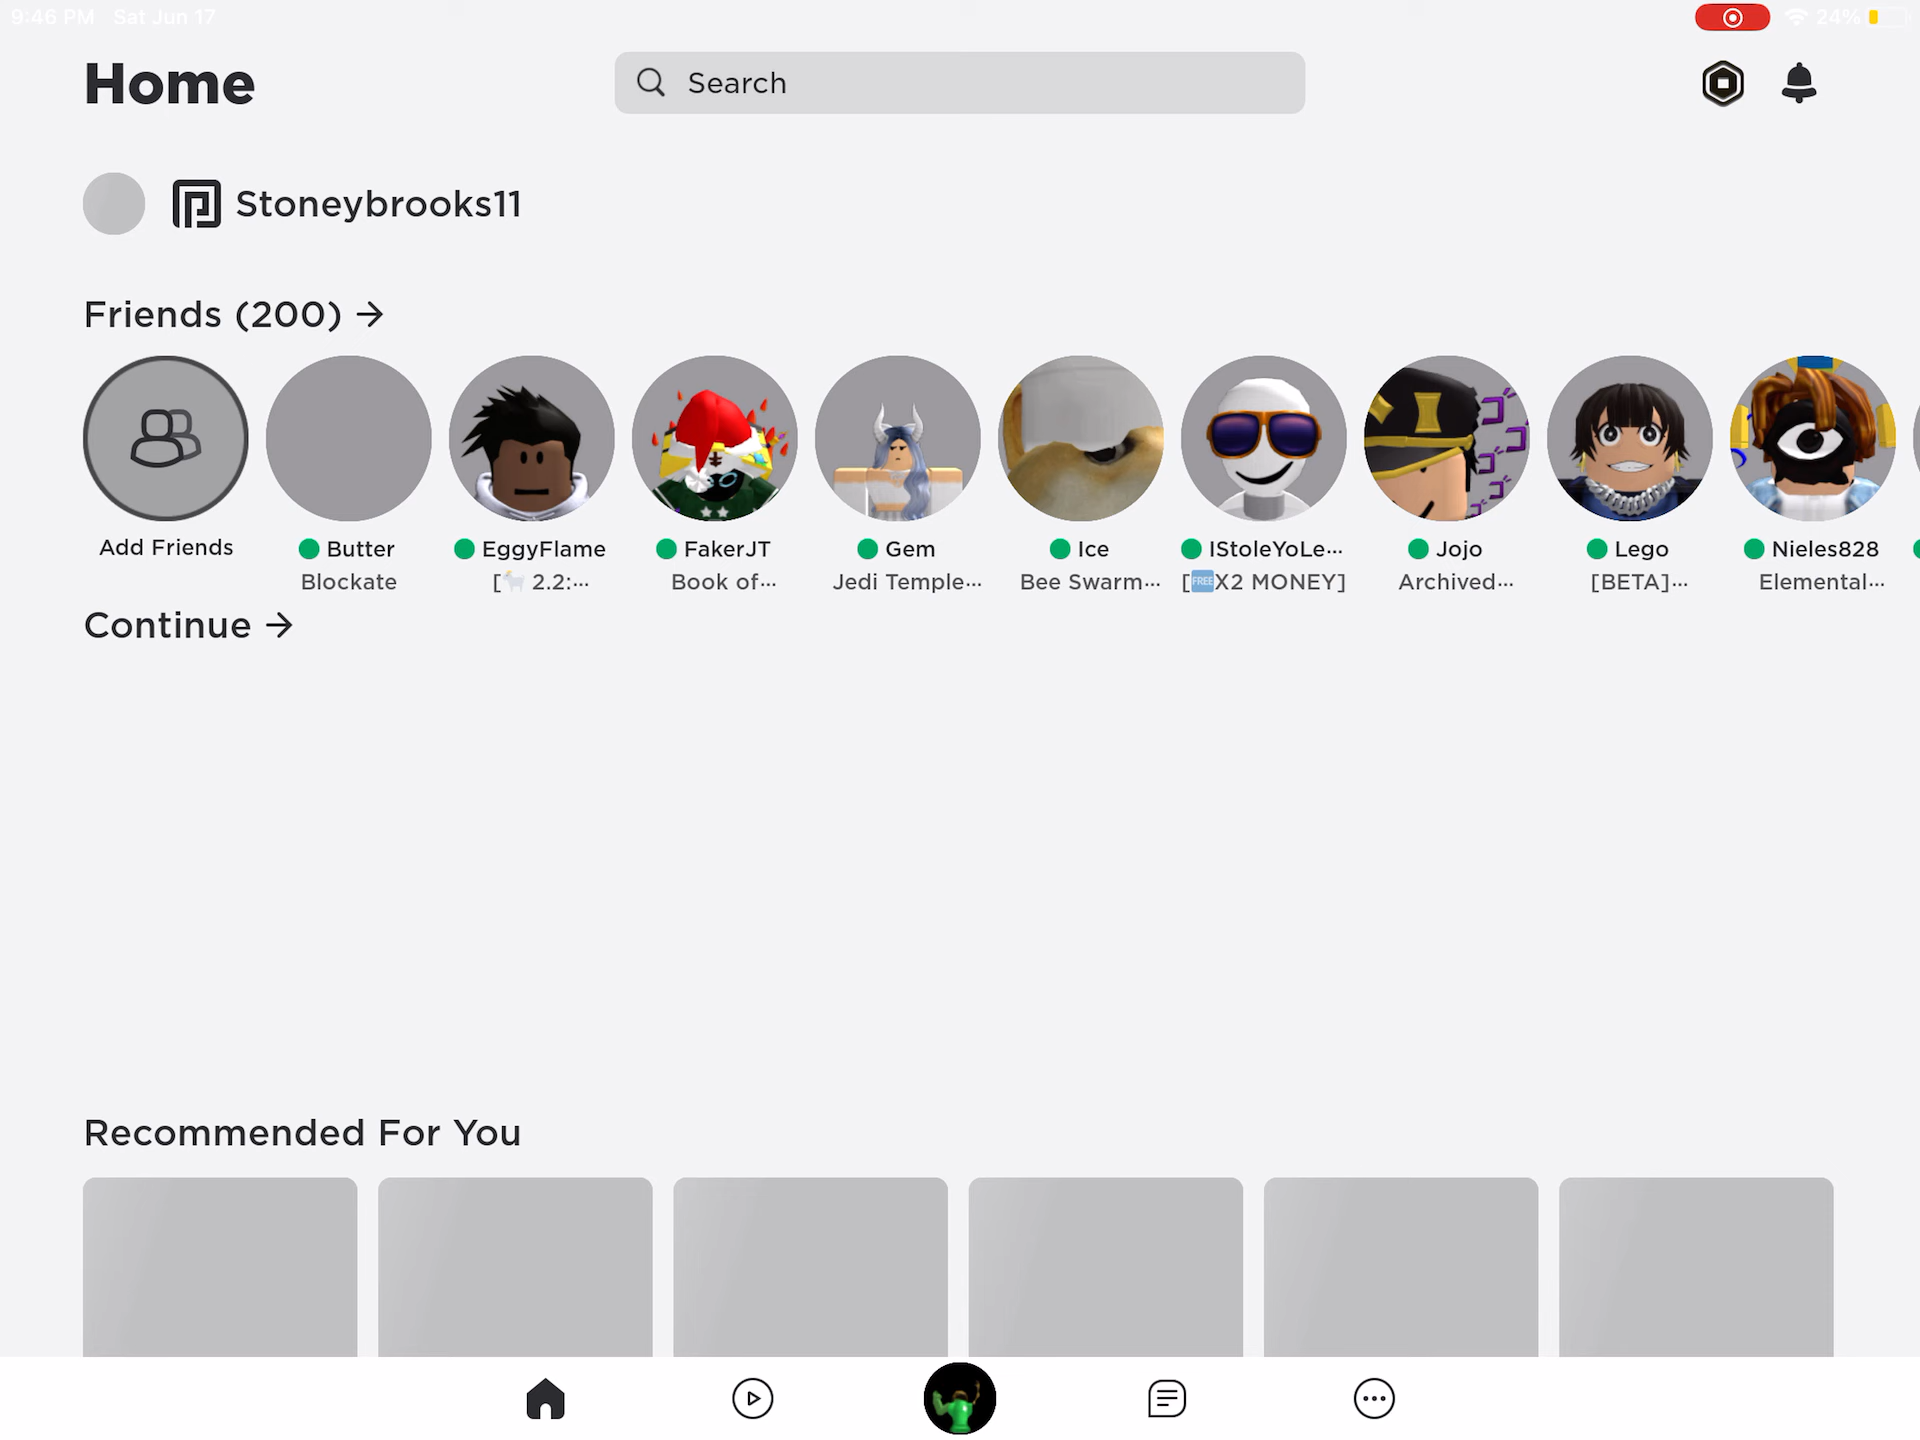 9:46 PM Sat Jun 17
24%
Home
Search
Stoneybrooks11
Friends (200) →
Add Friends
Butter
Blockate
EggyFlame
[🐐 2.2:...
FakerJT
Book of...
Gem
Jedi Temple...
Ice
Bee Swarm...
IStoleYoLe...
[🆓X2 MONEY]
Jojo
Archived...
Lego
[BETA]...
Nieles828
Elemental...
Continue →
Recommended For You